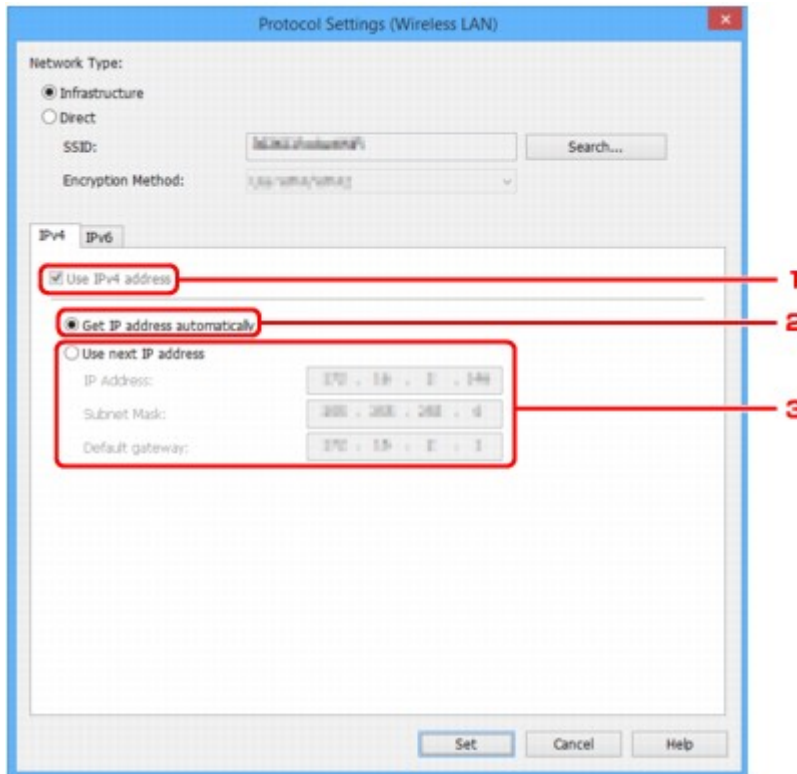 Protocol Settings (Wireless LAN)
Network Type:
Infrastructure
Direct
SSID:
Search...
Encryption Method:
IPv4 IPv6
Use IPv4 address
1
Get IP address automatically
2
Use next IP address
IP Address:
Subnet Mask:
3
Default gateway:
Set Cancel Help